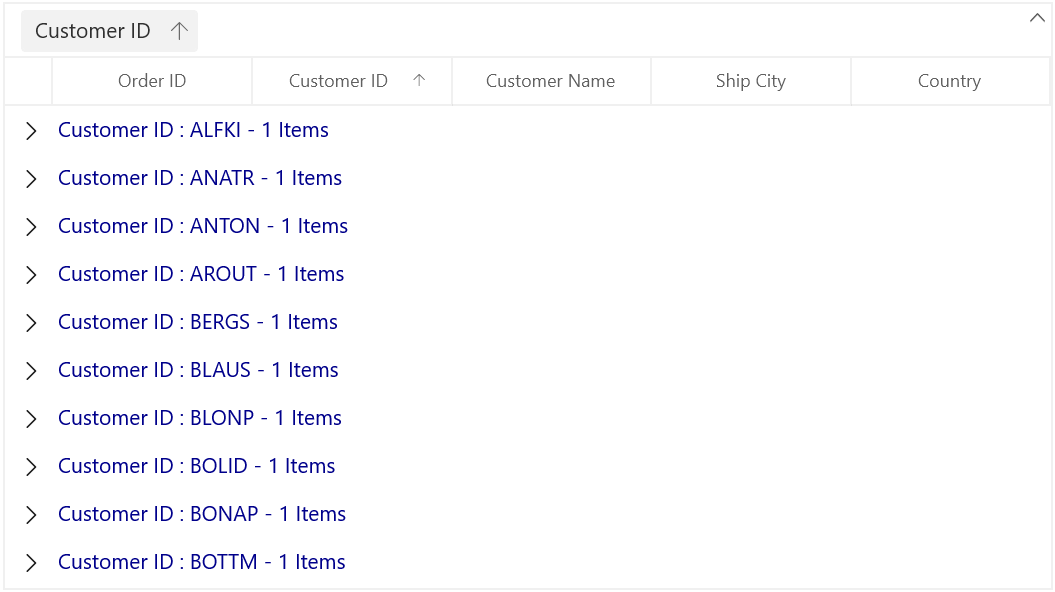 Customer ID
Order ID Customer ID Customer Name Ship City Country
Customer ID : ALFKI - 1 Items
Customer ID : ANATR - 1 Items
Customer ID : ANTON - 1 Items
Customer ID : AROUT - 1 Items
Customer ID : BERGS - 1 Items
Customer ID : BLAUS - 1 Items
Customer ID : BLONP - 1 Items
Customer ID : BOLID - 1 Items
Customer ID : BONAP - 1 Items
Customer ID : BOTTM - 1 Items